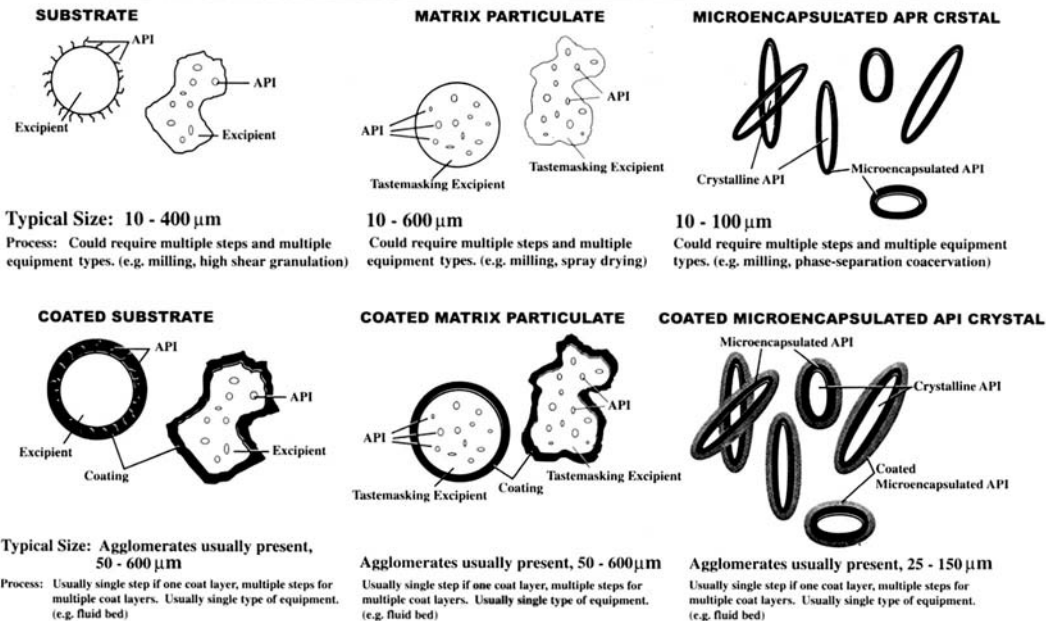 SUBSTRATE
API
API
Excipient
Excipient
Typical Size: 10 - 400 μm
Process: Could require multiple steps and multiple
equipment types. (e.g. milling, high shear granulation)
MATRIX PARTICULATE
API
API
Tastemasking Excipient
Tastemasking Excipient
10 - 600 μm
Could require multiple steps and multiple
equipment types. (e.g. milling, spray drying)
MICROENCAPSULATED APR CRSTAL
Crystalline API
Microencapsulated API
10 - 100 μm
Could require multiple steps and multiple equipment
types. (e.g. milling, phase-separation coacervation)
COATED SUBSTRATE
API
API
Excipient
Excipient
Coating
Typical Size: Agglomerates usually present,
50 - 600 μm
Process: Usually single step if one coat layer, multiple steps for
multiple coat layers. Usually single type of equipment.
(e.g. fluid bed)
COATED MATRIX PARTICULATE
API
API
Tastemasking Excipient
Coating
Tastemasking Excipient
Agglomerates usually present, 50 - 600 μm
Usually single step if one coat layer, multiple steps for
multiple coat layers. Usually single type of equipment.
(e.g. fluid bed)
COATED MICROENCAPSULATED API CRYSTAL
Microencapsulated API
Crystalline API
Coated
Microencapsulated API
Agglomerates usually present, 25 - 150 μm
Usually single step if one coat layer, multiple steps for
multiple coat layers. Usually single type of equipment.
(e.g. fluid bed)